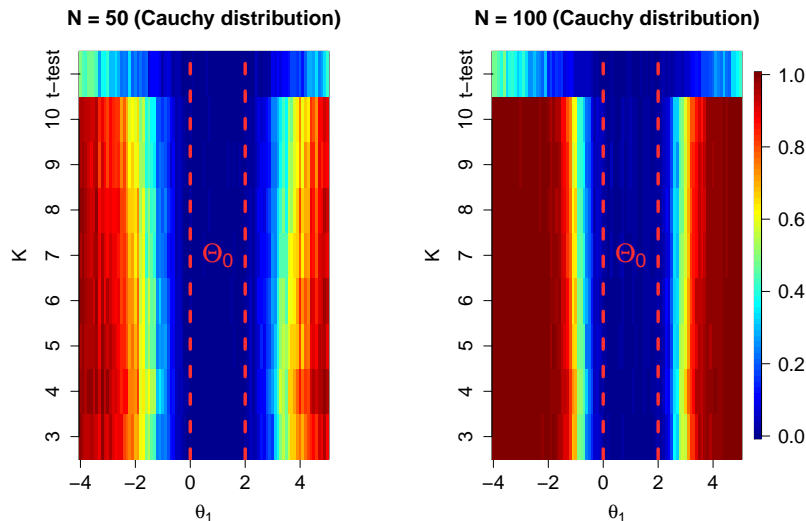 N = 50 (Cauchy distribution)
N = 100 (Cauchy distribution)
t−test
10
9
8
7
6
5
4
3
K
Θ0
−4 −2 0 2 4
θ1
t−test
10
9
8
7
6
5
4
3
K
Θ0
−4 −2 0 2 4
θ1
1.0
0.8
0.6
0.4
0.2
0.0